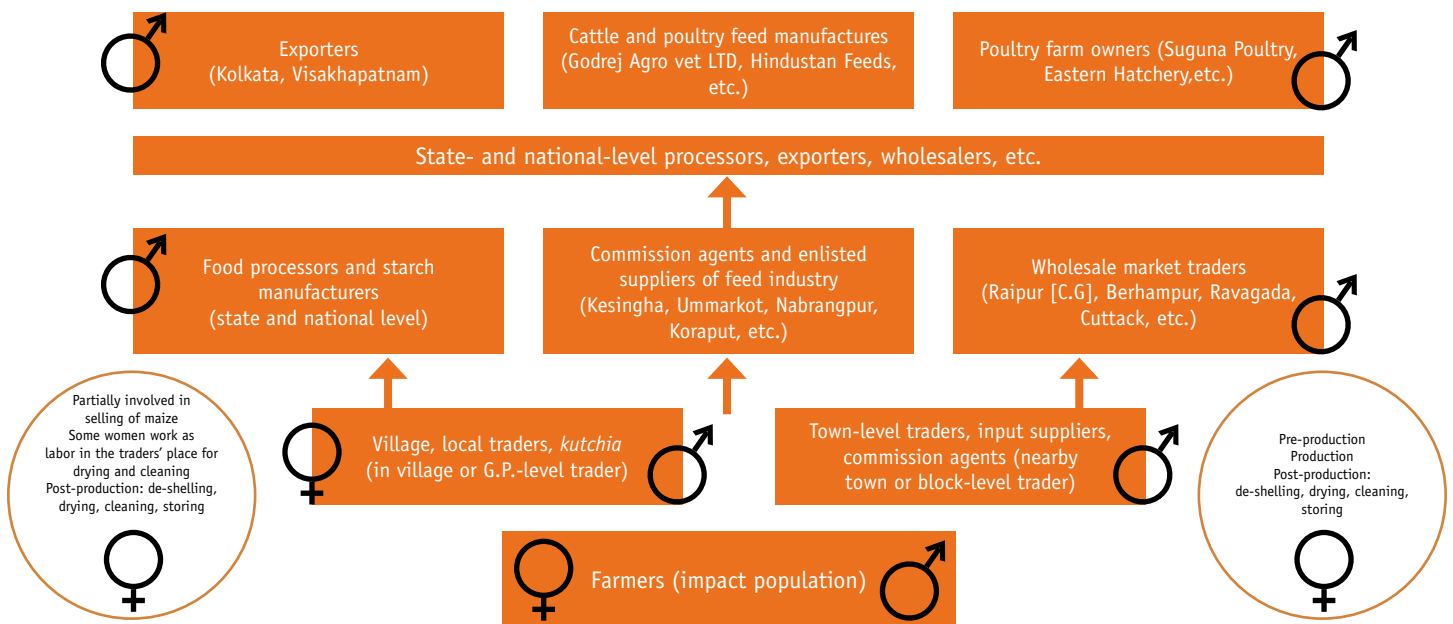 Exporters
(Kolkata, Visakhapatnam)
Cattle and poultry feed manufactures
(Godrej Agro vet LTD, Hindustan Feeds,
etc.)
Poultry farm owners (Suguna Poultry,
Eastern Hatchery,etc.)
State- and national-level processors, exporters, wholesalers, etc.
Food processors and starch
manufacturers
(state and national level)
Commission agents and enlisted
suppliers of feed industry
(Kesingha, Ummarkot, Nabrangpur,
Koraput, etc.)
Wholesale market traders
(Raipur [C.G], Berhampur, Ravagada,
Cuttack, etc.)
Partially involved in
selling of maize
Some women work as
labor in the traders’ place for
drying and cleaning
Post-production: de-shelling,
drying, cleaning, storing
Village, local traders, kutchia
(in village or G.P.-level trader)
Town-level traders, input suppliers,
commission agents (nearby
town or block-level trader)
Pre-production
Production
Post-production:
de-shelling, drying, cleaning,
storing
Farmers (impact population)